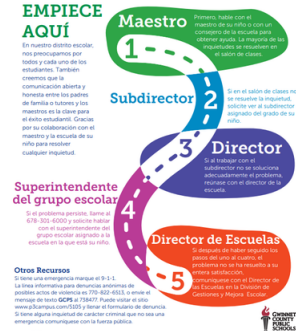 EMPIECE
AQUÍ
En nuestro distrito escolar,
nos preocupamos por
todos y cada uno de los
estudiantes. También
creemos que la
comunicación abierta y
honesta entre los padres
de familia o tutores y los
maestros es la clave para
el éxito estudiantil. Gracias
por su colaboración con el
maestro y la escuela de su
niño para resolver
cualquier inquietud.
Maestro
1
Primero, hable con el
maestro de su niño o con un
consejero de la escuela para
obtener ayuda. La mayoría de las
inquietudes se resuelven en
el salón de clases.
Subdirector
2
Si en el salón de clases no
se resuelve la inquietud,
solicite ver al subdirector
asignado del grado de su
niño.
3
Director
Si al trabajar con el
subdirector no se soluciona
adecuadamente el problema,
reúnase con el director de la
escuela.
Superintendente
del grupo escolar
4
Si el problema persiste, llame al
678-301-6000 y solicite hablar
con el superintendente del
grupo escolar asignado a la
escuela en la que está su niño.
Director de Escuelas
5
Si después de haber seguido los
pasos del uno al cuatro, el
problema no se ha resuelto a su
entera satisfacción,
comuníquese con el Director de
las Escuelas en la División de
Gestiones y Mejora Escolar
Otros Recursos
Si tiene una emergencia marque el 9-1-1.
La línea informativa para denuncias anónimas de
posibles actos de violencia es 770-822-6513, o envíe el
mensaje de texto GCPS al 738477. Puede visitar el sitio
www.p3campus.com/1105 y llenar el formulario de denuncia.
Si tiene alguna inquietud de carácter criminal que no sea una
emergencia comuníquese con la fuerza pública.
GWINNETT
COUNTY
PUBLIC
SCHOOLS